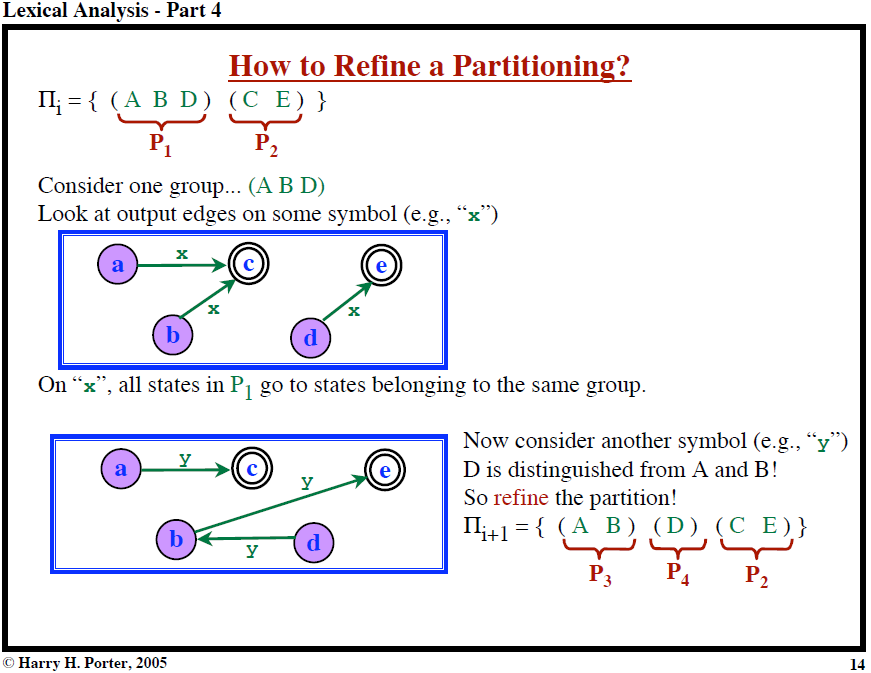 Lexical Analysis - Part 4
How to Refine a Partitioning?
Πi = { ( A B D ) ( C E ) }
P1 P2
Consider one group... (A B D)
Look at output edges on some symbol (e.g., “x”)
a x c e
b x d x
On “x”, all states in P1 go to states belonging to the same group.
a y c y e
b y d
Now consider another symbol (e.g., “y”)
D is distinguished from A and B!
So refine the partition!
Πi+1 = { ( A B ) ( D ) ( C E ) }
P3 P4 P2
© Harry H. Porter, 2005
14